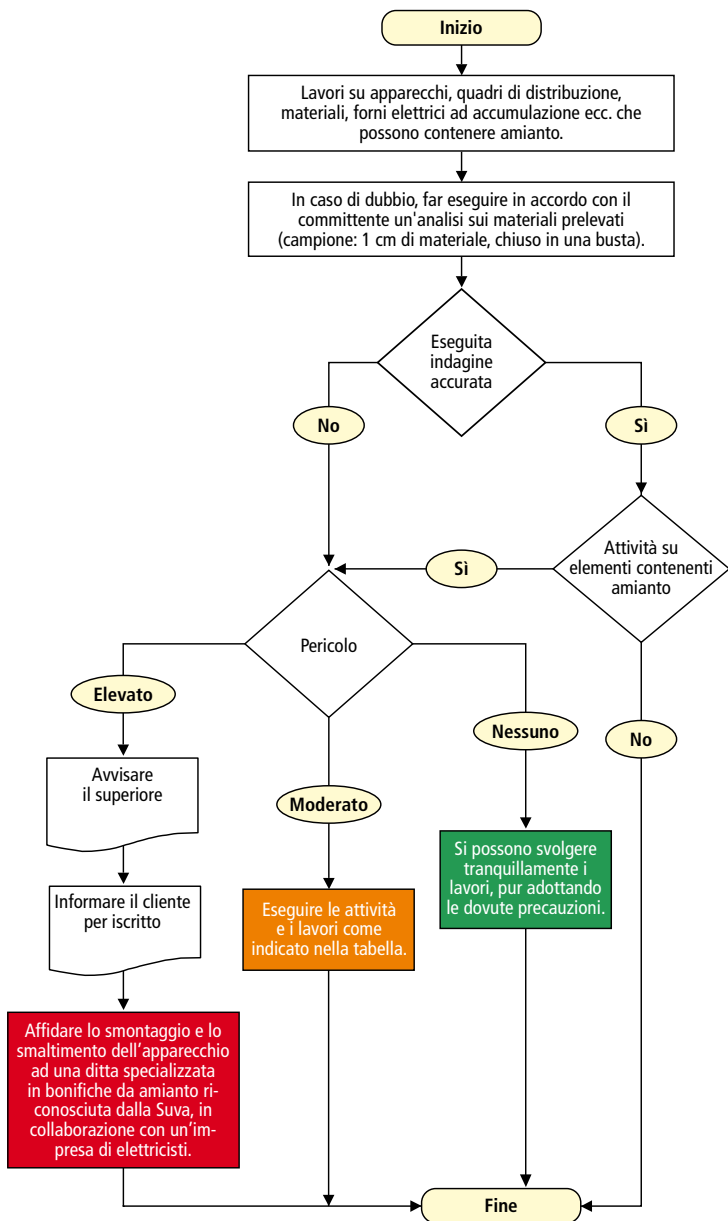 Inizio
Lavori su apparecchi, quadri di distribuzione,
materiali, forni elettrici ad accumulazione ecc. che
possono contenere amianto.
In caso di dubbio, far eseguire in accordo con il
committente un'analisi sui materiali prelevati
(campione: 1 cm di materiale, chiuso in una busta).
Eseguita
indagine
accurata
No
Sì
Attività su
elementi contenenti
amianto
Sì
Pericolo
Elevato
Nessuno
No
Avvisare
il superiore
Moderato
Si possono svolgere
tranquillamente i
lavori, pur adottando
le dovute precauzioni.
Informare il cliente
per iscritto
Eseguire le attività
e i lavori come
indicato nella tabella.
Affidare lo smontaggio e lo
smaltimento dell'apparecchio
ad una ditta specializzata
in bonifiche da amianto ri-
conosciuta dalla Suva, in
collaborazione con un'im-
presa di elettricisti.
Fine